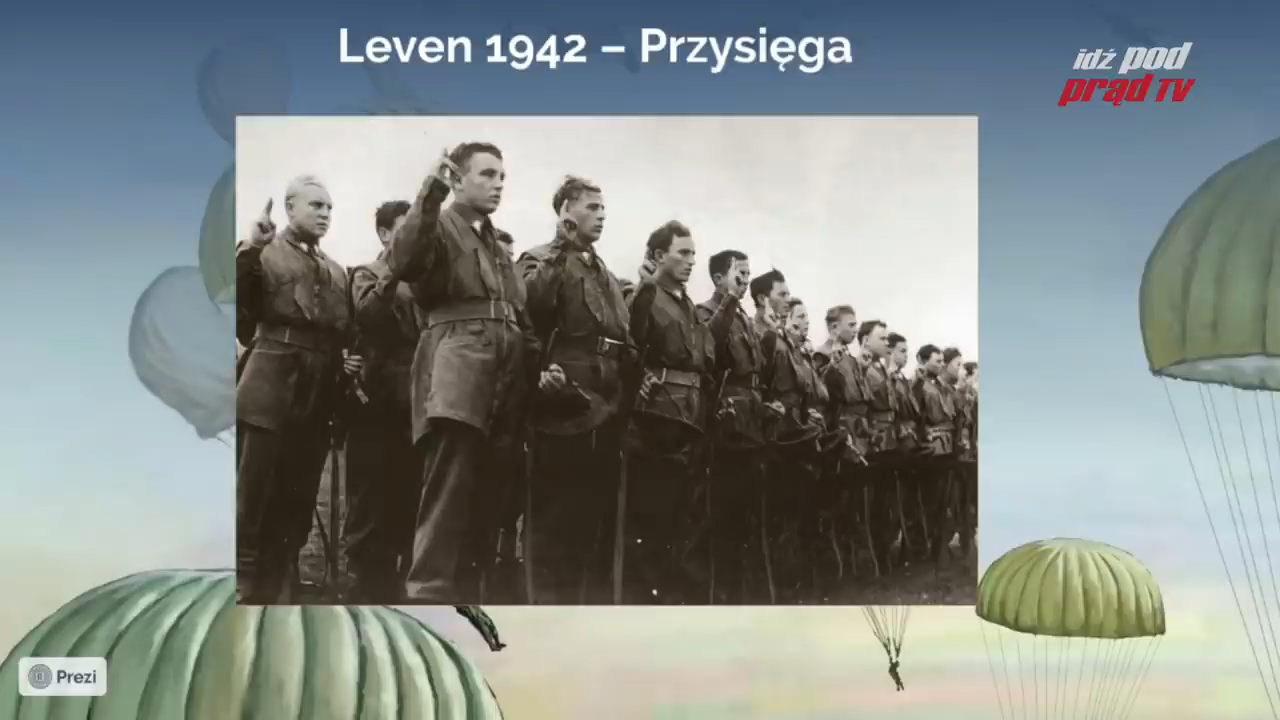 Leven 1942 – Przysięga
idź pod
prąd TV
Prezi